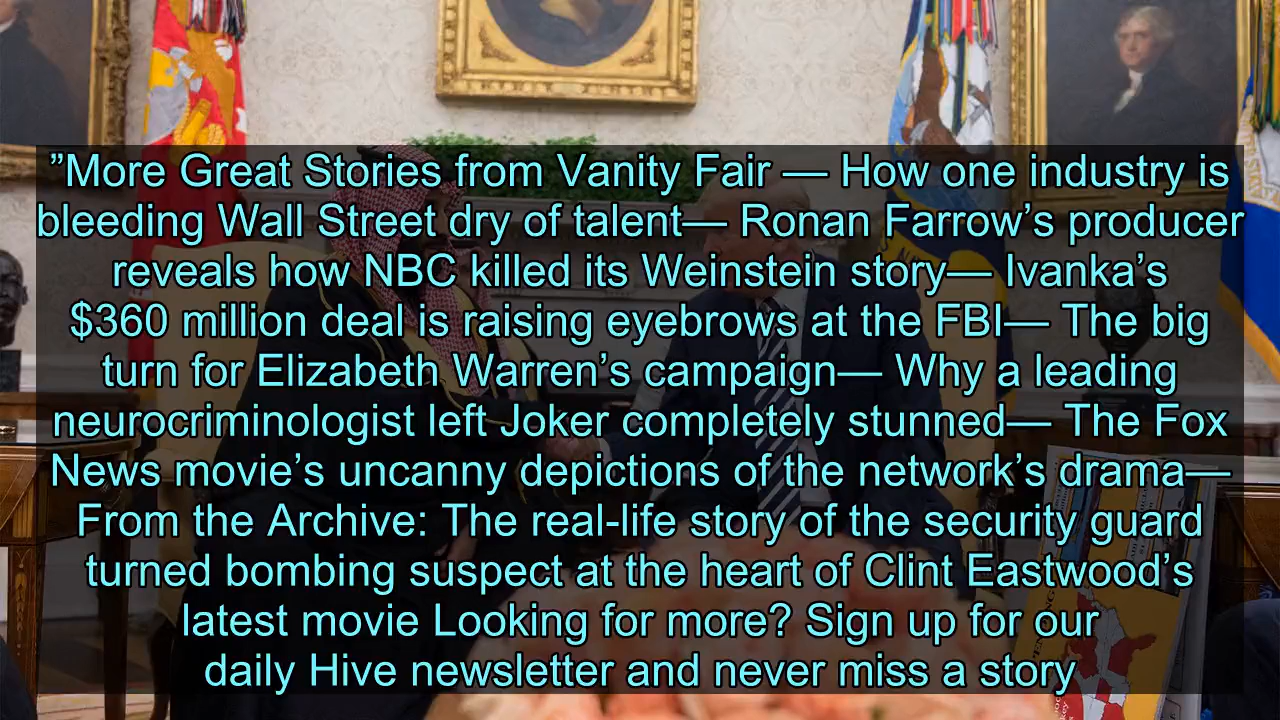 ”More Great Stories from Vanity Fair — How one industry is
bleeding Wall Street dry of talent— Ronan Farrow’s producer
reveals how NBC killed its Weinstein story— Ivanka’s
$360 million deal is raising eyebrows at the FBI— The big
turn for Elizabeth Warren’s campaign— Why a leading
neurocriminologist left Joker completely stunned— The Fox
News movie’s uncanny depictions of the network’s drama—
From the Archive: The real-life story of the security guard
turned bombing suspect at the heart of Clint Eastwood’s
latest movie Looking for more? Sign up for our
daily Hive newsletter and never miss a story